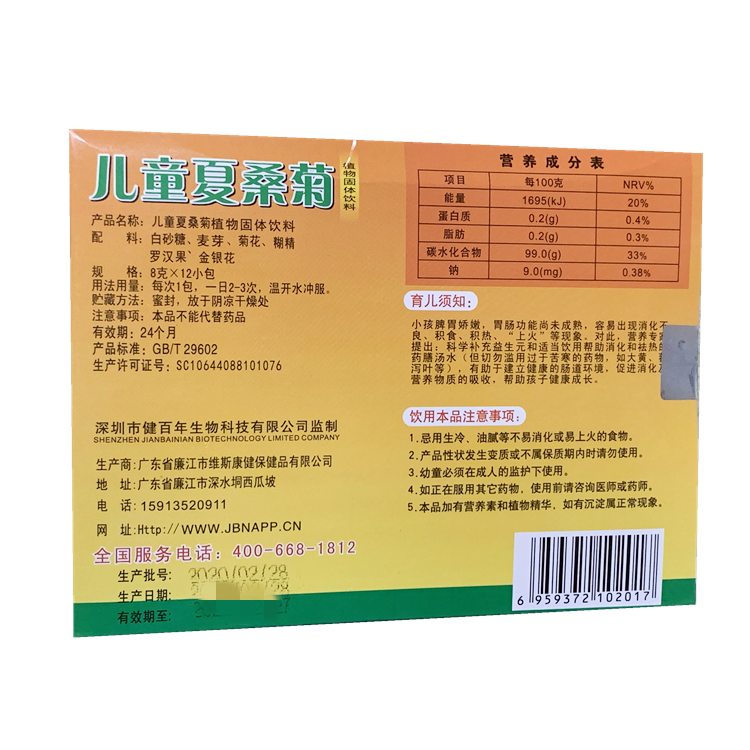 儿童夏桑菊
植物固体饮料
产品名称：儿童夏桑菊植物固体饮料
配 料：白砂糖、麦芽、菊花、糊精
罗汉果、金银花
规 格：8克×12小包
用法用量：每次1包，一日2-3次，温开水冲服。
贮藏方法：蜜封，放于阴凉干燥处
注意事项：本品不能代替药品
有效期：24个月
产品标准：GB/T 29602
生产许可证号：SC10644088101076
深圳市健百年生物科技有限公司监制
SHENZHEN JIANBAINIAN BIOTECHNOLOGY LIMITED COMPANY
生产商：广东省廉江市维斯康健保健品有限公司
地 址：广东省廉江市深水垌西瓜坡
电 话：15913520911
网 址：Http://WWW.JBNAPP.CN
全国服务电话：400-668-1812
生产批号：2020/02/28
生产日期：
有效期至：
营养成分表
项目 每100克 NRV%
能量 1695(kJ) 20%
蛋白质 0.2(g) 0.4%
脂肪 0.2(g) 0.3%
碳水化合物 99.0(g) 33%
钠 9.0(mg) 0.38%
育儿须知：
小孩脾胃娇嫩，胃肠功能尚未成熟，容易出现消化不
良、积食、积热、“上火”等现象。对此，营养专
提出：科学补充益生元和适当饮用帮助消化和祛热的
药膳汤水（但切勿滥用过于苦寒的药物，如大黄、
泻叶等），有助于建立健康的肠道环境，促进消化及
营养物质的吸收，帮助孩子健康成长。
饮用本品注意事项：
1.忌用生冷、油腻等不易消化或易上火的食物。
2.产品性状发生变质或不属保质期内时请勿使用。
3.幼童必须在成人的监护下使用。
4.如正在服用其它药物，使用前请咨询医师或药师。
5.本品加有营养素和植物精华，如有沉淀属正常现象。
6 959372 102017